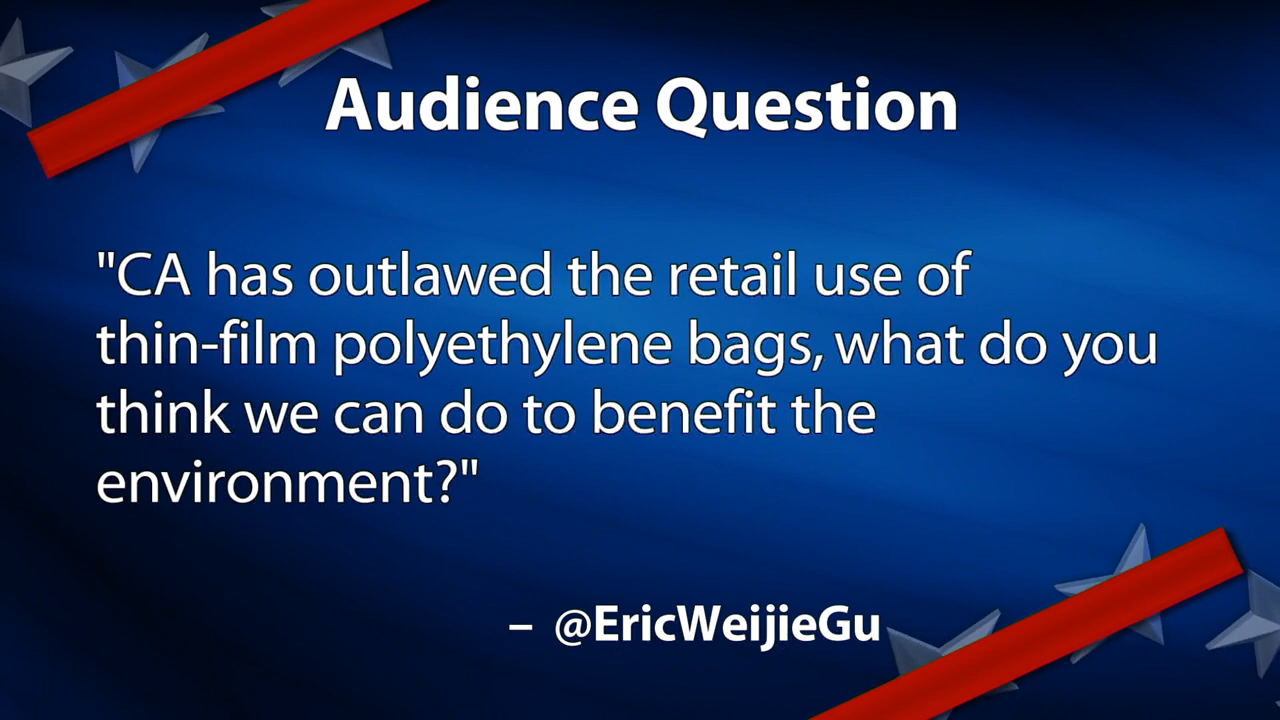 Audience Question
"CA has outlawed the retail use of
thin-film polyethylene bags, what do you
think we can do to benefit the
environment?"
– @EricWeijieGu